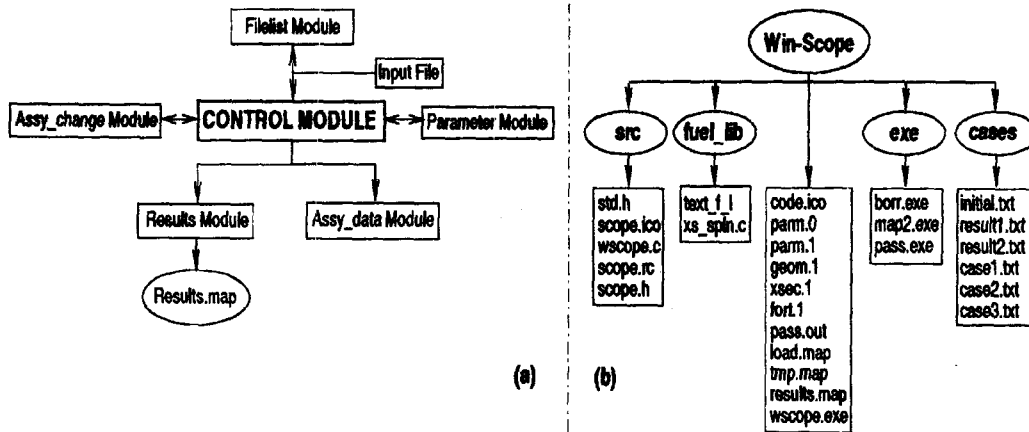 Filelist Module
Input File
Assy_change Module
CONTROL MODULE
Parameter Module
Results Module
Assy_data Module
Results.map
(a)
Win-Scope
src
fuel_lib
exe
cases
std.h
scope.ico
wscope.c
scope.rc
scope.h
text_f_l
xs_spln.c
code.ico
parm.0
parm.1
geom.1
xsec.1
fort.1
pass.out
load.map
tmp.map
results.map
wscope.exe
borr.exe
map2.exe
pass.exe
initial.txt
result1.txt
result2.txt
case1.txt
case2.txt
case3.txt
(b)